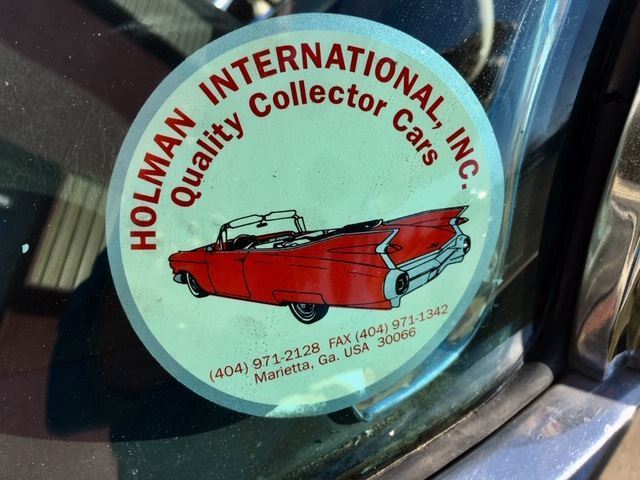 HOLMAN INTERNATIONAL, INC.
Quality Collector Cars
(404) 971-2128 FAX (404) 971-1342
Marietta, Ga. USA 30066